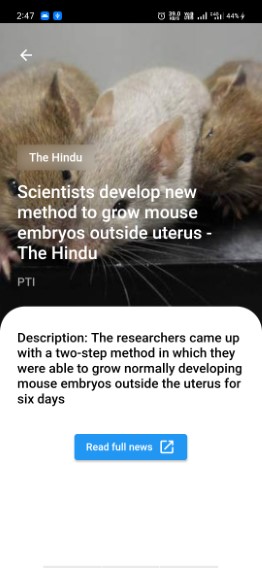 2:47
44%
The Hindu
Scientists develop new
method to grow mouse
embryos outside uterus -
The Hindu
PTI
Description: The researchers came up
with a two-step method in which they
were able to grow normally developing
mouse embryos outside the uterus for
six days
Read full news